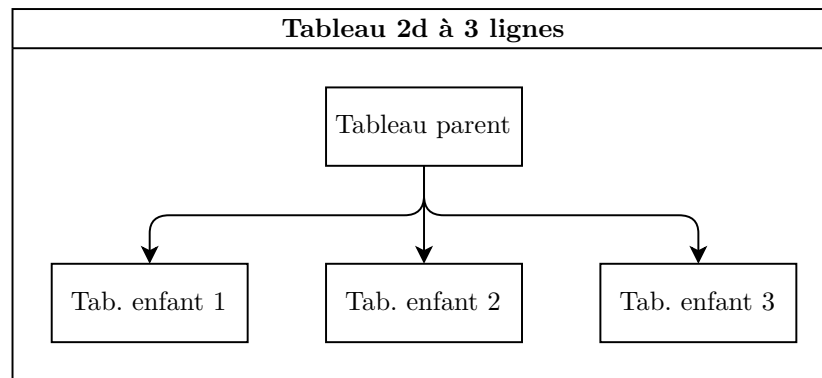 Tableau 2d à 3 lignes
Tableau parent
Tab. enfant 1
Tab. enfant 2
Tab. enfant 3